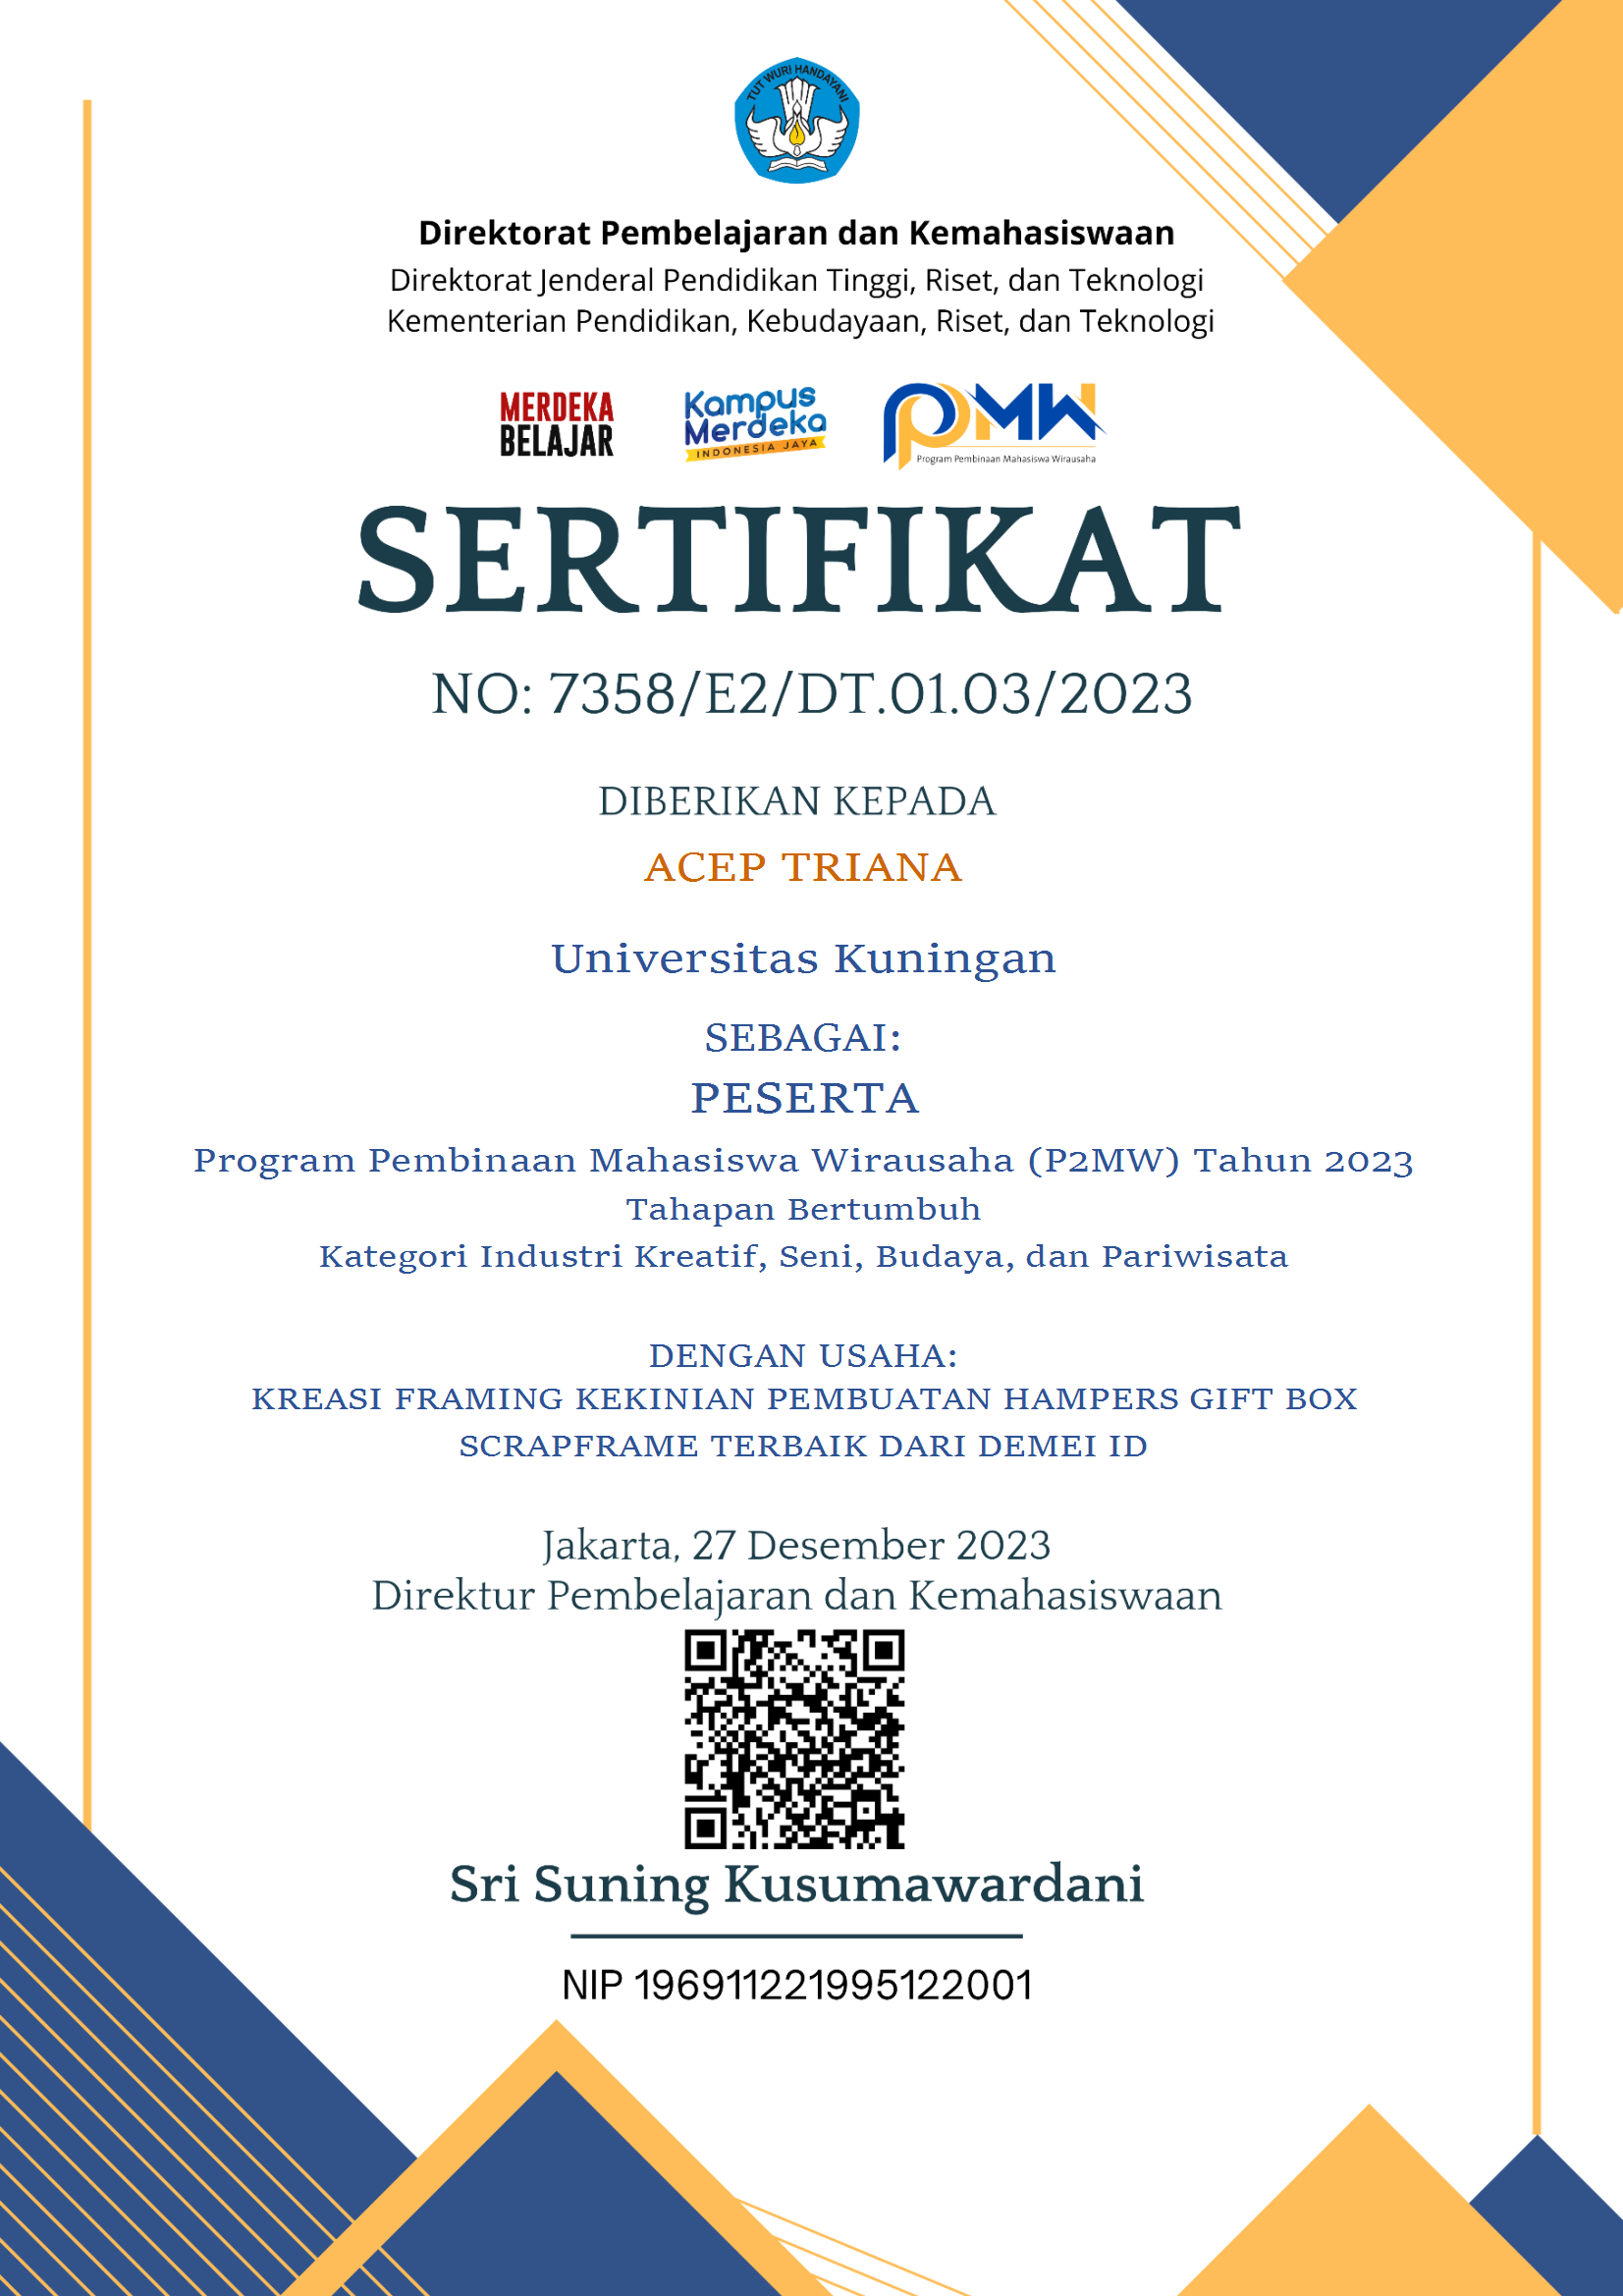 TUT WURI HANDAYANI
Direktorat Pembelajaran dan Kemahasiswaan
Direktorat Jenderal Pendidikan Tinggi, Riset, dan Teknologi
Kementerian Pendidikan, Kebudayaan, Riset, dan Teknologi
MERDEKA
BELAJAR
Kampus
Merdeka
INDONESIA JAYA
PMW
Program Pembinaan Mahasiswa Wirausaha
SERTIFIKAT
NO: 7358/E2/DT.01.03/2023
DIBERIKAN KEPADA
ACEP TRIANA
Universitas Kuningan
SEBAGAI:
PESERTA
Program Pembinaan Mahasiswa Wirausaha (P2MW) Tahun 2023
Tahapan Bertumbuh
Kategori Industri Kreatif, Seni, Budaya, dan Pariwisata
DENGAN USAHA:
KREASI FRAMING KEKINIAN PEMBUATAN HAMPERS GIFT BOX
SCRAPFRAME TERBAIK DARI DEMEI ID
Jakarta, 27 Desember 2023
Direktur Pembelajaran dan Kemahasiswaan
Sri Suning Kusumawardani
NIP 196911221995122001